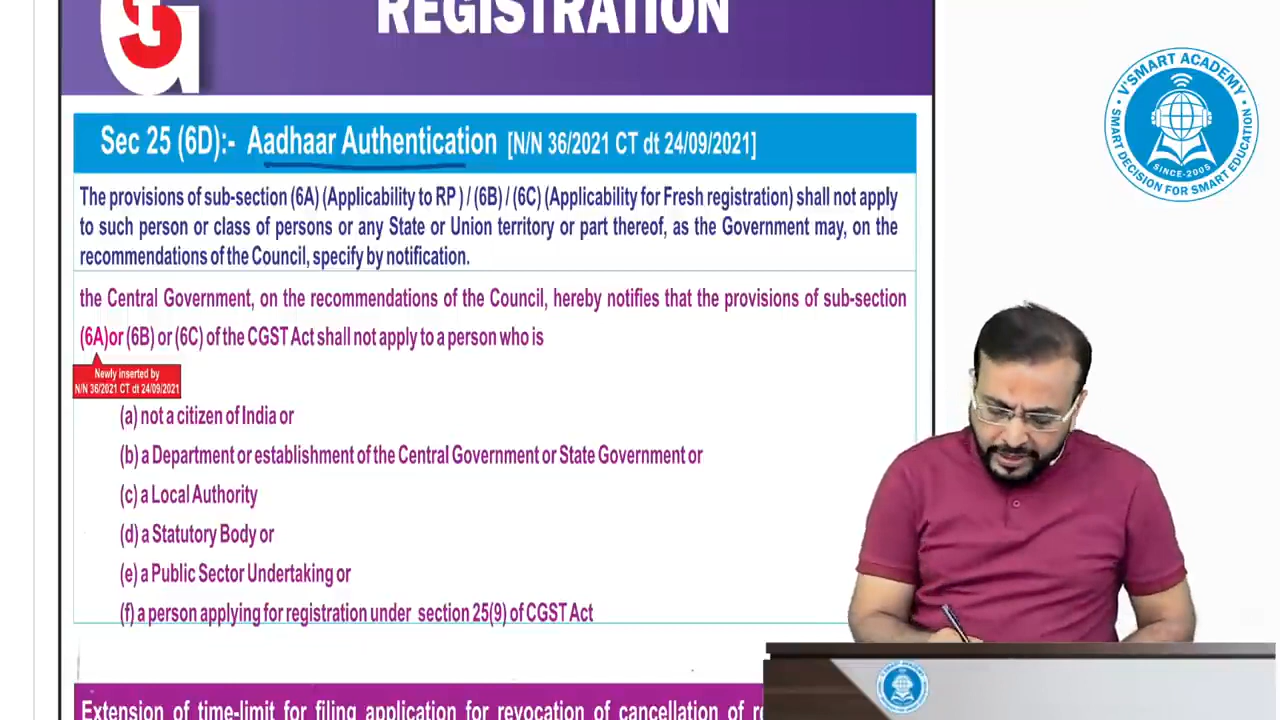 REGISTRATION
Sec 25 (6D):- Aadhaar Authentication [N/N 36/2021 CT dt 24/09/2021]
The provisions of sub-section (6A) (Applicability to RP ) / (6B) / (6C) (Applicability for Fresh registration) shall not apply
to such person or class of persons or any State or Union territory or part thereof, as the Government may, on the
recommendations of the Council, specify by notification.
the Central Government, on the recommendations of the Council, hereby notifies that the provisions of sub-section
(6A)or (6B) or (6C) of the CGST Act shall not apply to a person who is
Newly inserted by
N/N 36/2021 CT dt 24/09/2021
(a) not a citizen of India or
(b) a Department or establishment of the Central Government or State Government or
(c) a Local Authority
(d) a Statutory Body or
(e) a Public Sector Undertaking or
(f) a person applying for registration under section 25(9) of CGST Act
Extension of time-limit for filing application for revocation of cancellation of
V'SMART ACADEMY
SINCE-2005
SMART DECISION FOR SMART EDUCATION